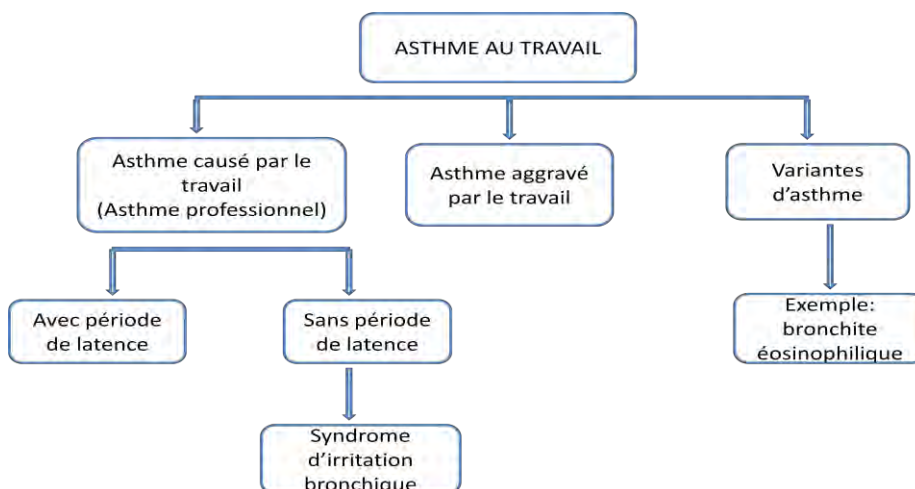 ASTHME AU TRAVAIL
Asthme causé par le
travail
(Asthme professionnel)
Asthme aggravé
par le travail
Variantes
d’asthme
Avec période
de latence
Sans période
de latence
Exemple:
bronchite
éosinophilique
Syndrome
d’irritation
bronchique